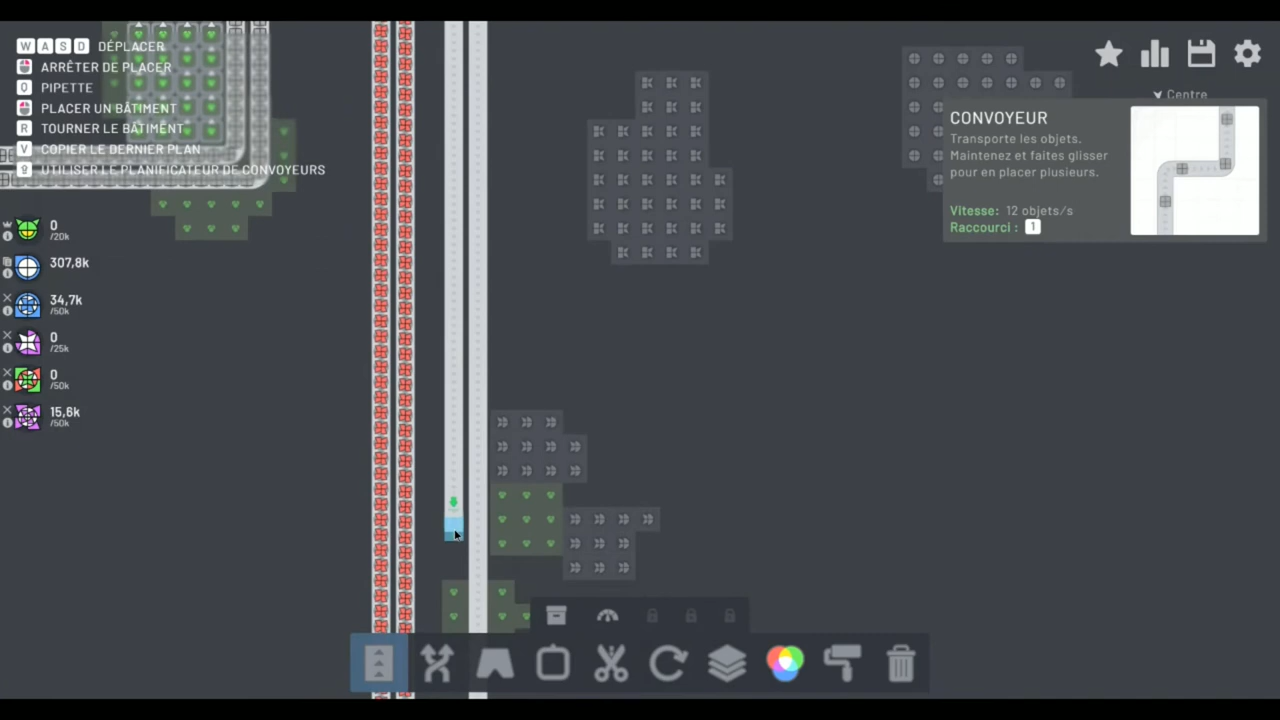 W A S D DÉPLACER
ARRÊTER DE PLACER
Q PIPETTE
PLACER UN BÂTIMENT
R TOURNER LE BÂTIMENT
V COPIER LE DERNIER PLAN
UTILISER LE PLANIFICATEUR DE CONVOYEURS
0
/20k
307,8k
34,7k
/50k
0
/25k
0
/50k
15,6k
/50k
Centre
CONVOYEUR
Transporte les objets.
Maintenez et faites glisser
pour en placer plusieurs.
Vitesse: 12 objets/s
Raccourci : 1